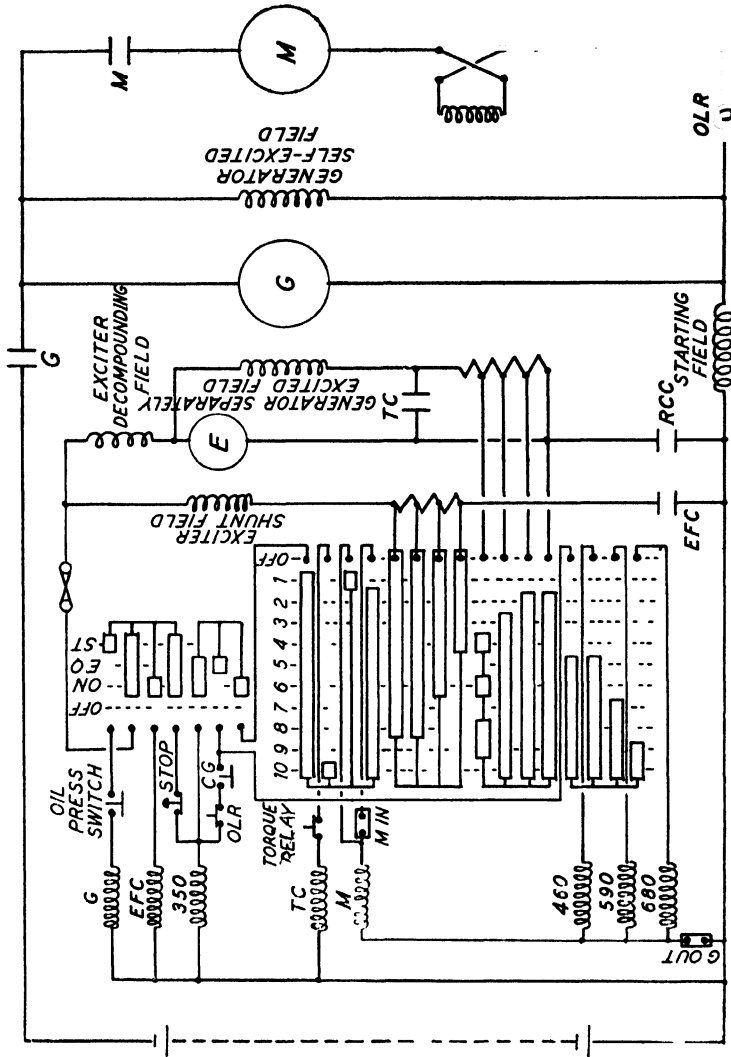 M
M
GENERATOR
SELF-EXCITED
FIELD
OLR
G
G
EXCITER
DECOMPOUNDING
FIELD
GENERATOR SEPARATELY
EXCITED FIELD
TC
E
RCC
STARTING
FIELD
EXCITER
SHUNT FIELD
EFC
ST
EQ
ON
OFF
OFF
1
2
3
4
5
6
7
8
9
10
OIL
PRESS
SWITCH
STOP
CG
OLR
TORQUE
RELAY
M IN
G
EFC
350
TC
M
460
590
680
G OUT